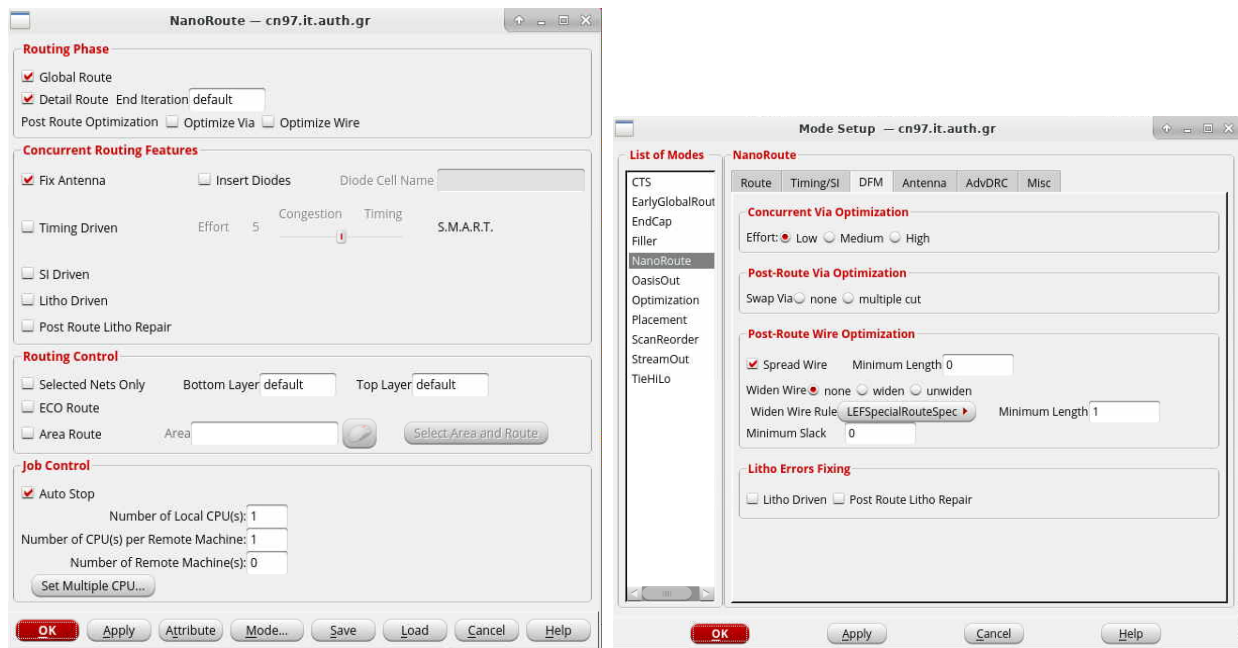 NanoRoute — cn97.it.auth.gr
Routing Phase
Global Route
Detail Route End Iteration default
Post Route Optimization Optimize Via Optimize Wire
Concurrent Routing Features
Fix Antenna Insert Diodes Diode Cell Name
Congestion Timing
Timing Driven Effort 5 S.M.A.R.T.
SI Driven
Litho Driven
Post Route Litho Repair
Routing Control
Selected Nets Only Bottom Layer default Top Layer default
ECO Route
Area Route Area Select Area and Route
Job Control
Auto Stop
Number of Local CPU(s): 1
Number of CPU(s) per Remote Machine: 1
Number of Remote Machine(s): 0
Set Multiple CPU...
OK Apply Attribute Mode... Save Load Cancel Help
Mode Setup — cn97.it.auth.gr
List of Modes
CTS
EarlyGlobalRout
EndCap
Filler
NanoRoute
OasisOut
Optimization
Placement
ScanReorder
StreamOut
TieHiLo
NanoRoute
Route Timing/SI DFM Antenna AdvDRC Misc
Concurrent Via Optimization
Effort: Low Medium High
Post-Route Via Optimization
Swap Via none multiple cut
Post-Route Wire Optimization
Spread Wire Minimum Length 0
Widen Wire none widen unwiden
Widen Wire Rule LEFSpecialRouteSpec Minimum Length 1
Minimum Slack 0
Litho Errors Fixing
Litho Driven Post Route Litho Repair
OK Apply Cancel Help